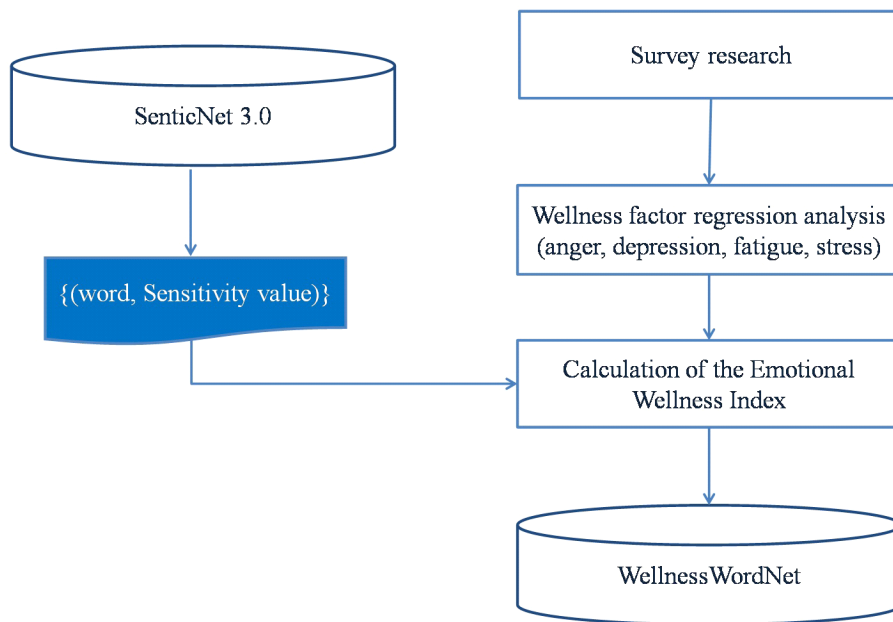 Survey research
SenticNet 3.0
Wellness factor regression analysis
(anger, depression, fatigue, stress)
{(word, Sensitivity value)}
Calculation of the Emotional
Wellness Index
WellnessWordNet